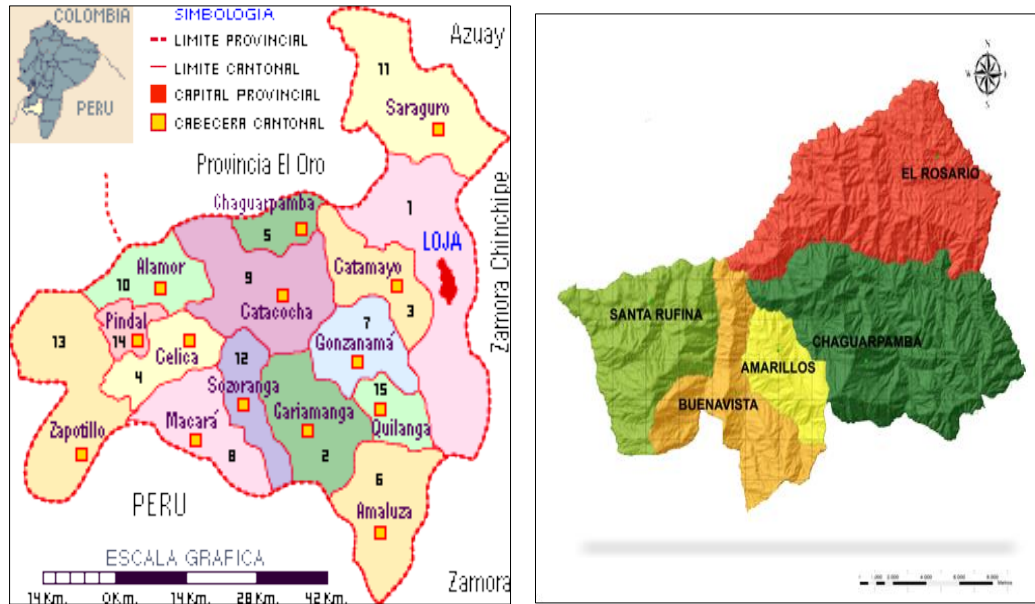 COLOMBIA
PERU
SIMBOLOGIA
LIMITE PROVINCIAL
LIMITE CANTONAL
CAPITAL PROVINCIAL
CABECERA CANTONAL
Azuay
11
Saraguro
Provincia El Oro
Zamora Chinchipe
1
LOJA
Chaguarpamba
5
Catamayo
3
Alamor
10
9
Catacocha
7
Gonzanamá
Pindal
14
13
Celica
4
12
Sozoranga
15
Quilanga
Cariamanga
2
Macará
8
Zapotillo
6
Amaluza
PERU
Zamora
ESCALA GRAFICA
14 Km. 0 Km. 14 Km. 28 Km. 42 Km.
N
W
S
EL ROSARIO
SANTA RUFINA
CHAGUARPAMBA
AMARILLOS
BUENAVISTA